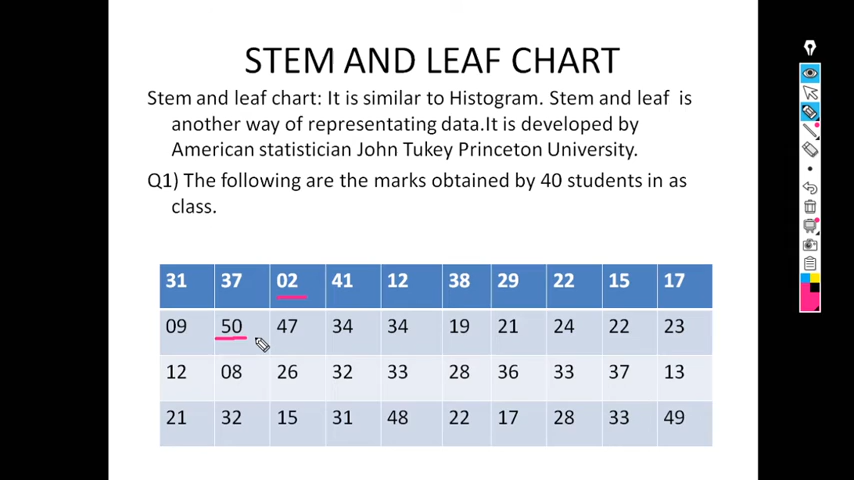 STEM AND LEAF CHART
Stem and leaf chart: It is similar to Histogram. Stem and leaf is
another way of representating data.It is developed by
American statistician John Tukey Princeton University.
Q1) The following are the marks obtained by 40 students in as
class.
31 37 02 41 12 38 29 22 15 17
09 50 47 34 34 19 21 24 22 23
12 08 26 32 33 28 36 33 37 13
21 32 15 31 48 22 17 28 33 49